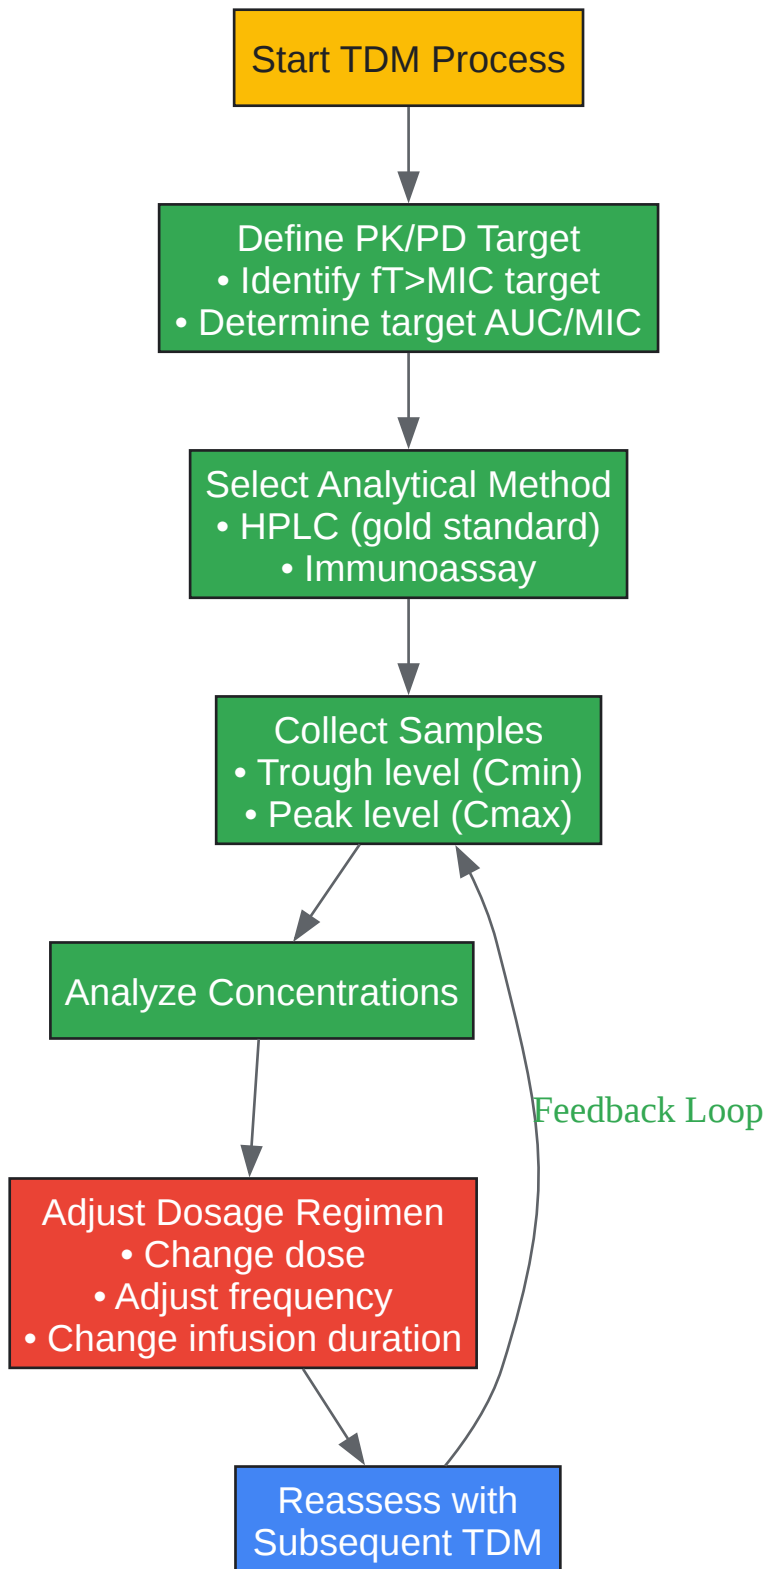 Start TDM Process
Define PK/PD Target
• Identify fT>MIC target
• Determine target AUC/MIC
Select Analytical Method
• HPLC (gold standard)
• Immunoassay
Collect Samples
• Trough level (Cmin)
• Peak level (Cmax)
Analyze Concentrations
Feedback Loop
Adjust Dosage Regimen
• Change dose
• Adjust frequency
• Change infusion duration
Reassess with
Subsequent TDM